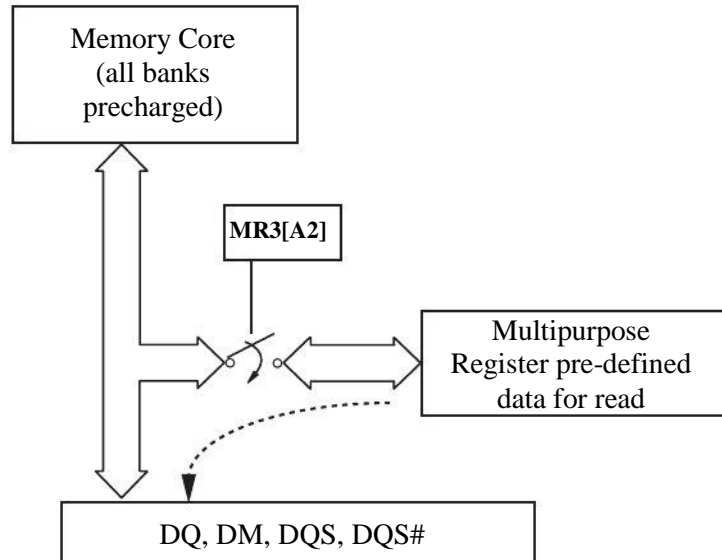 Memory Core
(all banks
precharged)
MR3[A2]
Multipurpose
Register pre-defined
data for read
DQ, DM, DQS, DQS#